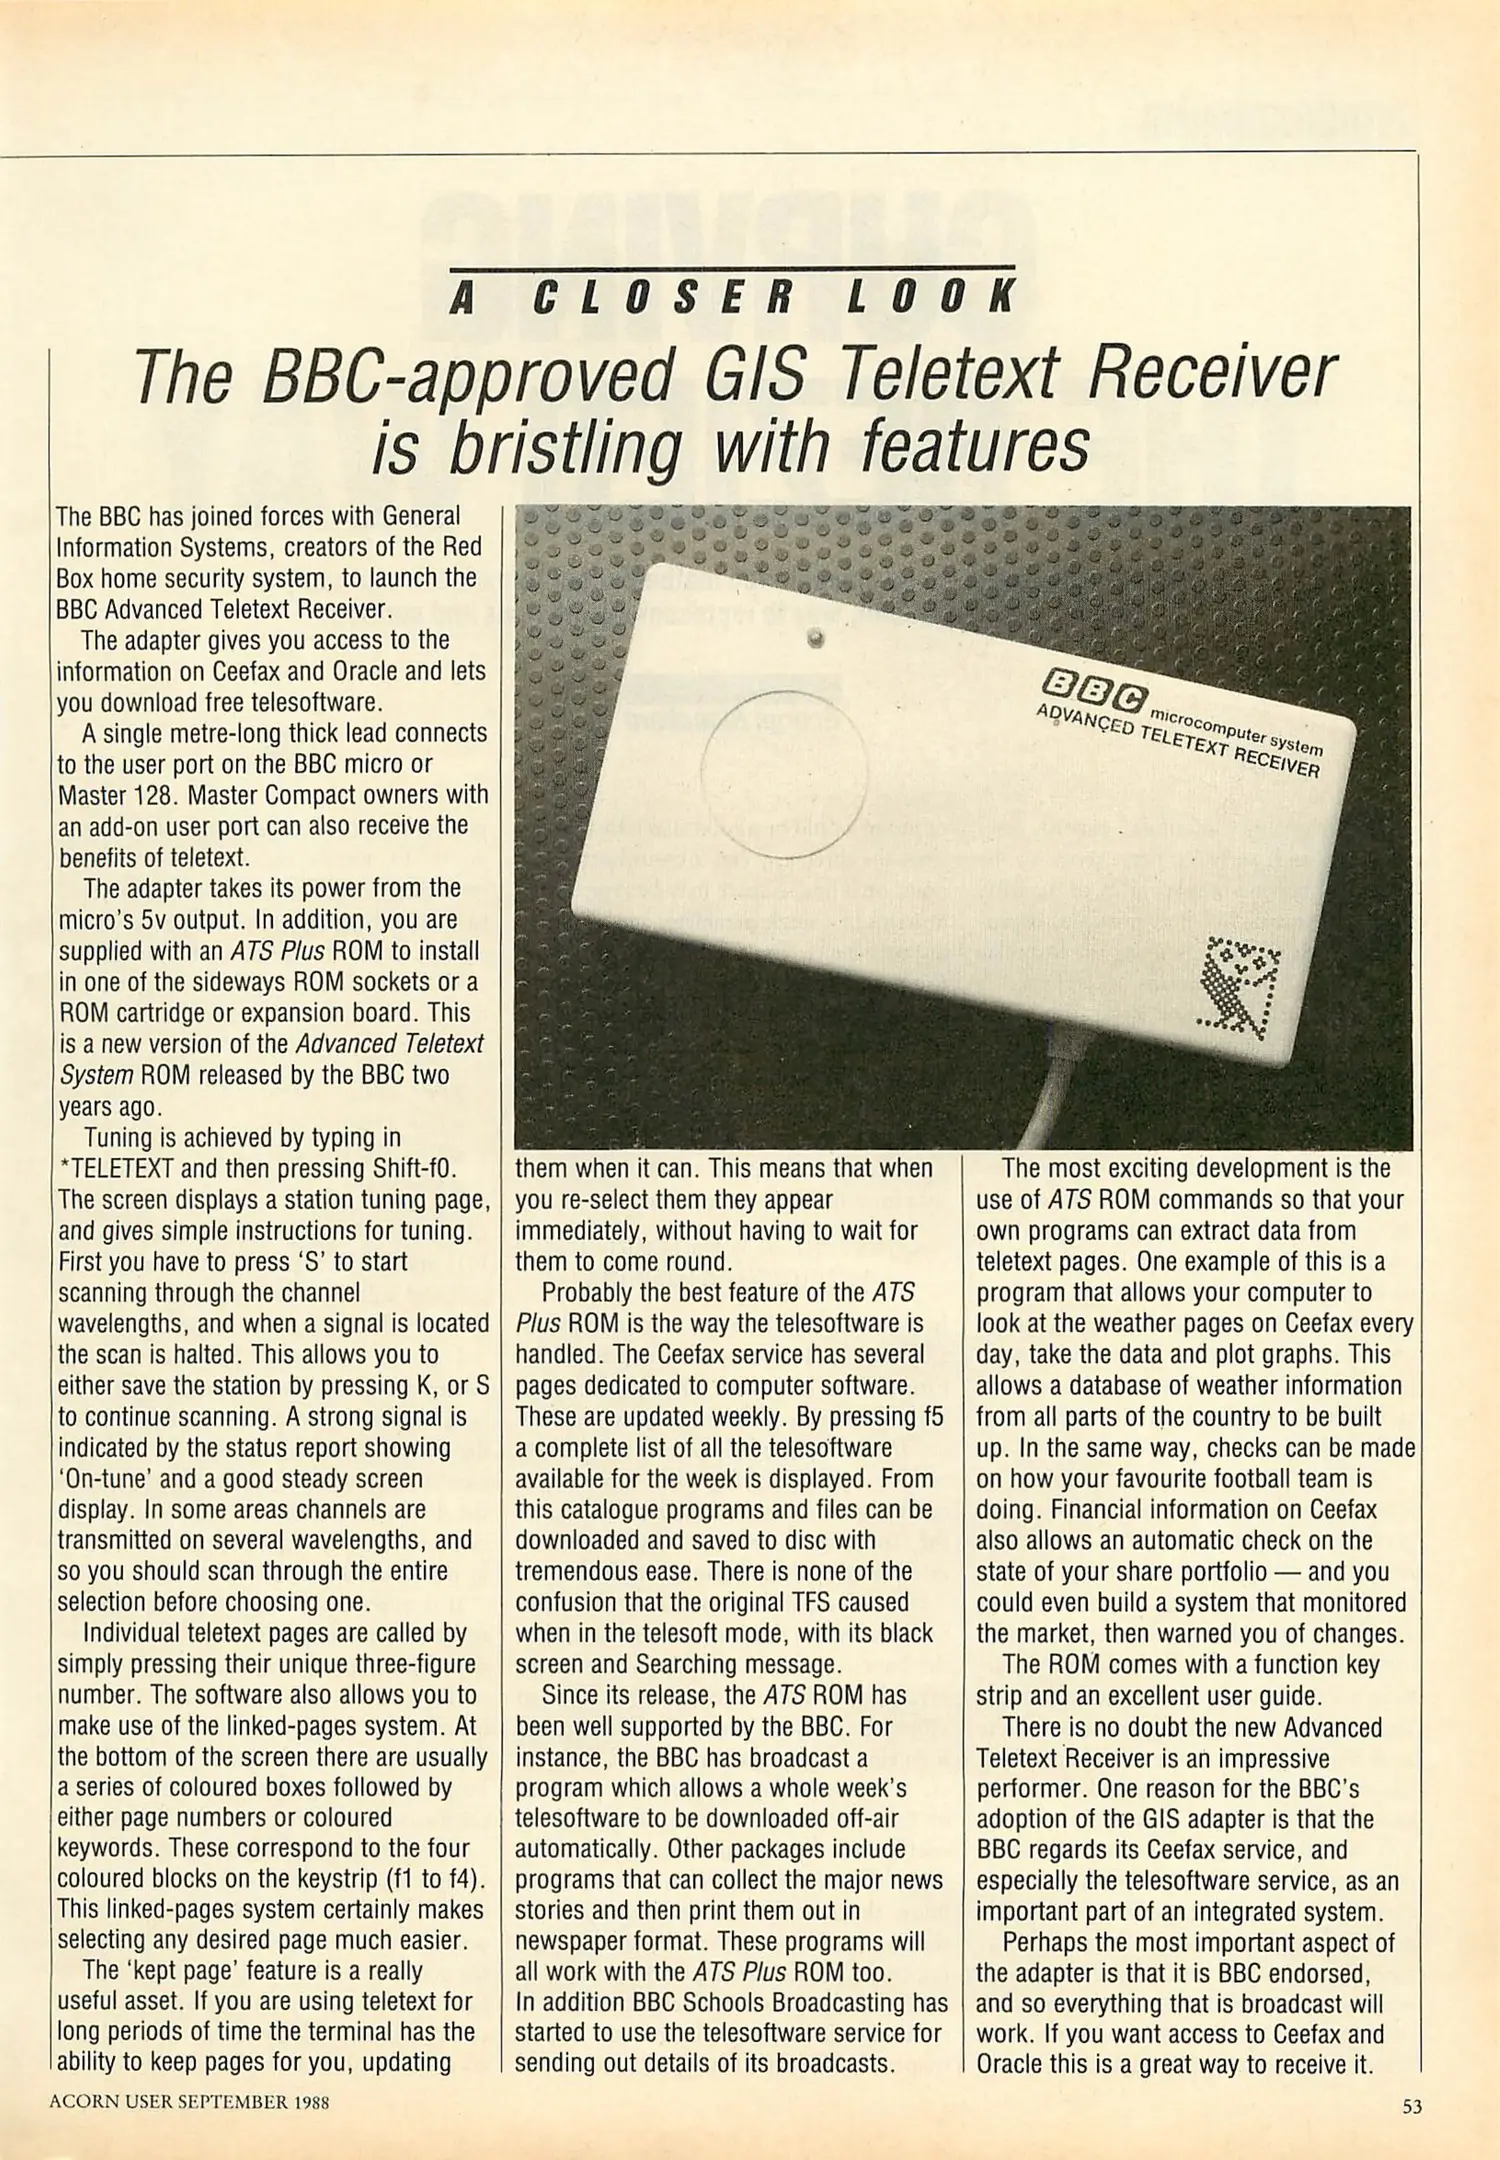 A CLOSER LOOK
The BBC-approved GIS Teletext Receiver
is bristling with features
The BBC has joined forces with General
Information Systems, creators of the Red
Box home security system, to launch the
BBC Advanced Teletext Receiver.
The adapter gives you access to the
information on Ceefax and Oracle and lets
you download free telesoftware.
A single metre-long thick lead connects
to the user port on the BBC micro or
Master 128. Master Compact owners with
an add-on user port can also receive the
benefits of teletext.
The adapter takes its power from the
micro's 5v output. In addition, you are
supplied with an ATS Plus ROM to install
in one of the sideways ROM sockets or a
ROM cartridge or expansion board. This
is a new version of the Advanced Teletext
System ROM released by the BBC two
years ago.
Tuning is achieved by typing in
*TELETEXT and then pressing Shift-f0.
The screen displays a station tuning page,
and gives simple instructions for tuning.
First you have to press 'S' to start
scanning through the channel
wavelengths, and when a signal is located
the scan is halted. This allows you to
either save the station by pressing K, or S
to continue scanning. A strong signal is
indicated by the status report showing
'On-tune' and a good steady screen
display. In some areas channels are
transmitted on several wavelengths, and
so you should scan through the entire
selection before choosing one.
Individual teletext pages are called by
simply pressing their unique three-figure
number. The software also allows you to
make use of the linked-pages system. At
the bottom of the screen there are usually
a series of coloured boxes followed by
either page numbers or coloured
keywords. These correspond to the four
coloured blocks on the keystrip (f1 to f4).
This linked-pages system certainly makes
selecting any desired page much easier.
The 'kept page' feature is a really
useful asset. If you are using teletext for
long periods of time the terminal has the
ability to keep pages for you, updating
BBC microcomputer system
ADVANCED TELETEXT RECEIVER
them when it can. This means that when
you re-select them they appear
immediately, without having to wait for
them to come round.
Probably the best feature of the ATS
Plus ROM is the way the telesoftware is
handled. The Ceefax service has several
pages dedicated to computer software.
These are updated weekly. By pressing f5
a complete list of all the telesoftware
available for the week is displayed. From
this catalogue programs and files can be
downloaded and saved to disc with
tremendous ease. There is none of the
confusion that the original TFS caused
when in the telesoft mode, with its black
screen and Searching message.
Since its release, the ATS ROM has
been well supported by the BBC. For
instance, the BBC has broadcast a
program which allows a whole week's
telesoftware to be downloaded off-air
automatically. Other packages include
programs that can collect the major news
stories and then print them out in
newspaper format. These programs will
all work with the ATS Plus ROM too.
In addition BBC Schools Broadcasting has
started to use the telesoftware service for
sending out details of its broadcasts.
The most exciting development is the
use of ATS ROM commands so that your
own programs can extract data from
teletext pages. One example of this is a
program that allows your computer to
look at the weather pages on Ceefax every
day, take the data and plot graphs. This
allows a database of weather information
from all parts of the country to be built
up. In the same way, checks can be made
on how your favourite football team is
doing. Financial information on Ceefax
also allows an automatic check on the
state of your share portfolio — and you
could even build a system that monitored
the market, then warned you of changes.
The ROM comes with a function key
strip and an excellent user guide.
There is no doubt the new Advanced
Teletext Receiver is an impressive
performer. One reason for the BBC's
adoption of the GIS adapter is that the
BBC regards its Ceefax service, and
especially the telesoftware service, as an
important part of an integrated system.
Perhaps the most important aspect of
the adapter is that it is BBC endorsed,
and so everything that is broadcast will
work. If you want access to Ceefax and
Oracle this is a great way to receive it.
ACORN USER SEPTEMBER 1988
53